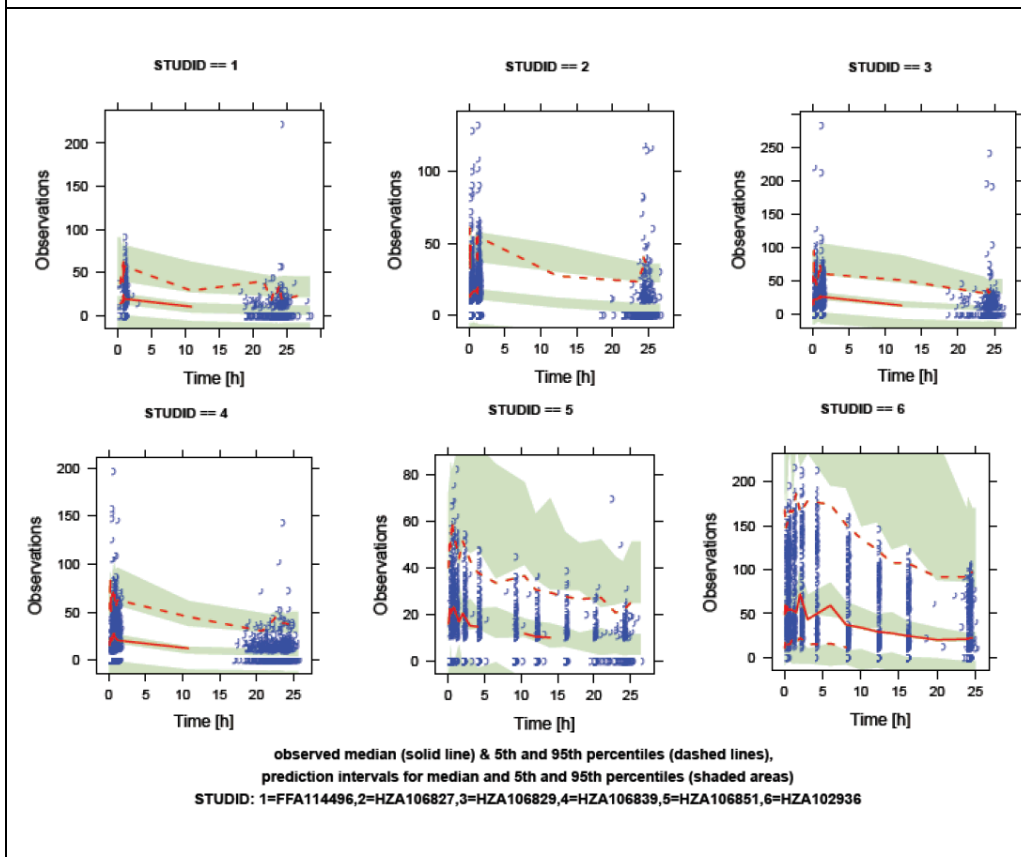 STUDID == 1
STUDID == 2
STUDID == 3
Observations
200
150
100
50
0
0 5 10 15 20 25
Time [h]
Observations
100
50
0
0 5 10 15 20 25
Time [h]
Observations
250
200
150
100
50
0
0 5 10 15 20 25
Time [h]
STUDID == 4
STUDID == 5
STUDID == 6
Observations
200
150
100
50
0
0 5 10 15 20 25
Time [h]
Observations
80
60
40
20
0
0 5 10 15 20 25
Time [h]
Observations
200
150
100
50
0
0 5 10 15 20 25
Time [h]
observed median (solid line) & 5th and 95th percentiles (dashed lines),
prediction intervals for median and 5th and 95th percentiles (shaded areas)
STUDID: 1=FFA114496,2=HZA106827,3=HZA106829,4=HZA106839,5=HZA106851,6=HZA102936